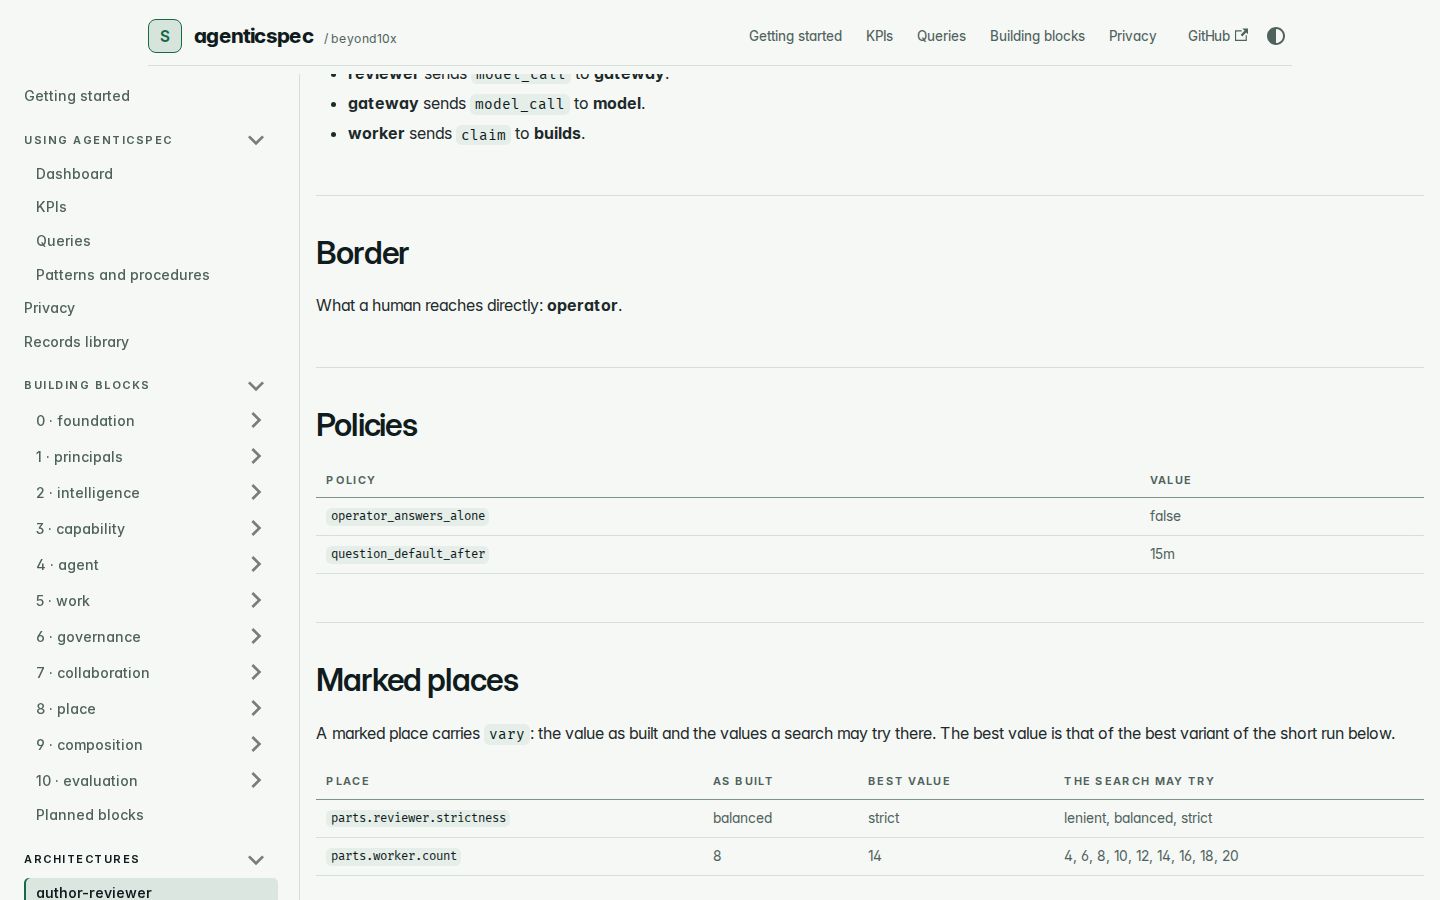 S agenticspec / beyond10x Getting started KPIs Queries Building blocks Privacy GitHub
Getting started
USING AGENTICSPEC
Dashboard
KPIs
Queries
Patterns and procedures
Privacy
Records library
BUILDING BLOCKS
0 · foundation
1 · principals
2 · intelligence
3 · capability
4 · agent
5 · work
6 · governance
7 · collaboration
8 · place
9 · composition
10 · evaluation
Planned blocks
ARCHITECTURES
author-reviewer
reviewer sends model_call to gateway.
gateway sends model_call to model.
worker sends claim to builds.
Border
What a human reaches directly: operator.
Policies
POLICY VALUE
operator_answers_alone false
question_default_after 15m
Marked places
A marked place carries vary: the value as built and the values a search may try there. The best value is that of the best variant of the short run below.
PLACE AS BUILT BEST VALUE THE SEARCH MAY TRY
parts.reviewer.strictness balanced strict lenient, balanced, strict
parts.worker.count 8 14 4, 6, 8, 10, 12, 14, 16, 18, 20